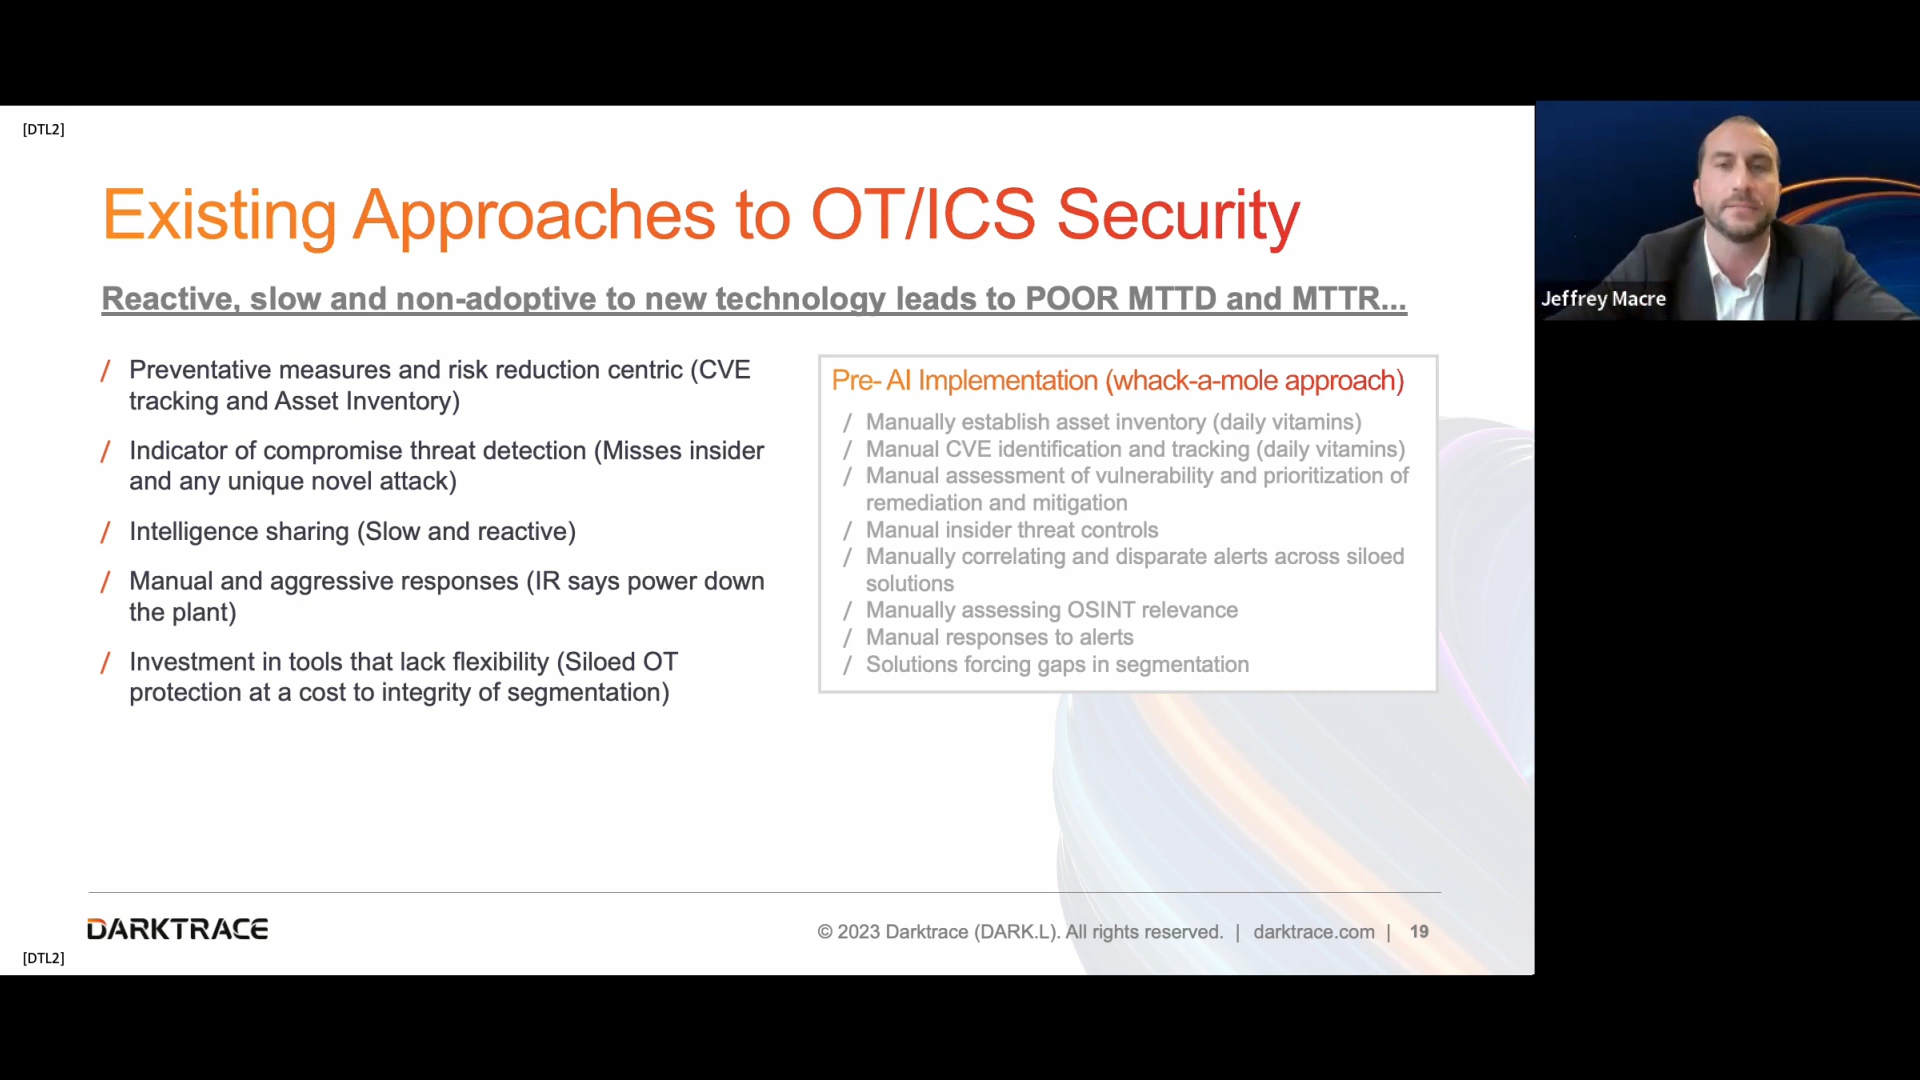 [DTL2]
Existing Approaches to OT/ICS Security
Reactive, slow and non-adoptive to new technology leads to POOR MTTD and MTTR...
/ Preventative measures and risk reduction centric (CVE
tracking and Asset Inventory)
/ Indicator of compromise threat detection (Misses insider
and any unique novel attack)
/ Intelligence sharing (Slow and reactive)
/ Manual and aggressive responses (IR says power down
the plant)
/ Investment in tools that lack flexibility (Siloed OT
protection at a cost to integrity of segmentation)
Pre- AI Implementation (whack-a-mole approach)
/ Manually establish asset inventory (daily vitamins)
/ Manual CVE identification and tracking (daily vitamins)
/ Manual assessment of vulnerability and prioritization of
remediation and mitigation
/ Manual insider threat controls
/ Manually correlating and disparate alerts across siloed
solutions
/ Manually assessing OSINT relevance
/ Manual responses to alerts
/ Solutions forcing gaps in segmentation
DARKTRACE
© 2023 Darktrace (DARK.L). All rights reserved. | darktrace.com | 19
[DTL2]
Jeffrey Macre